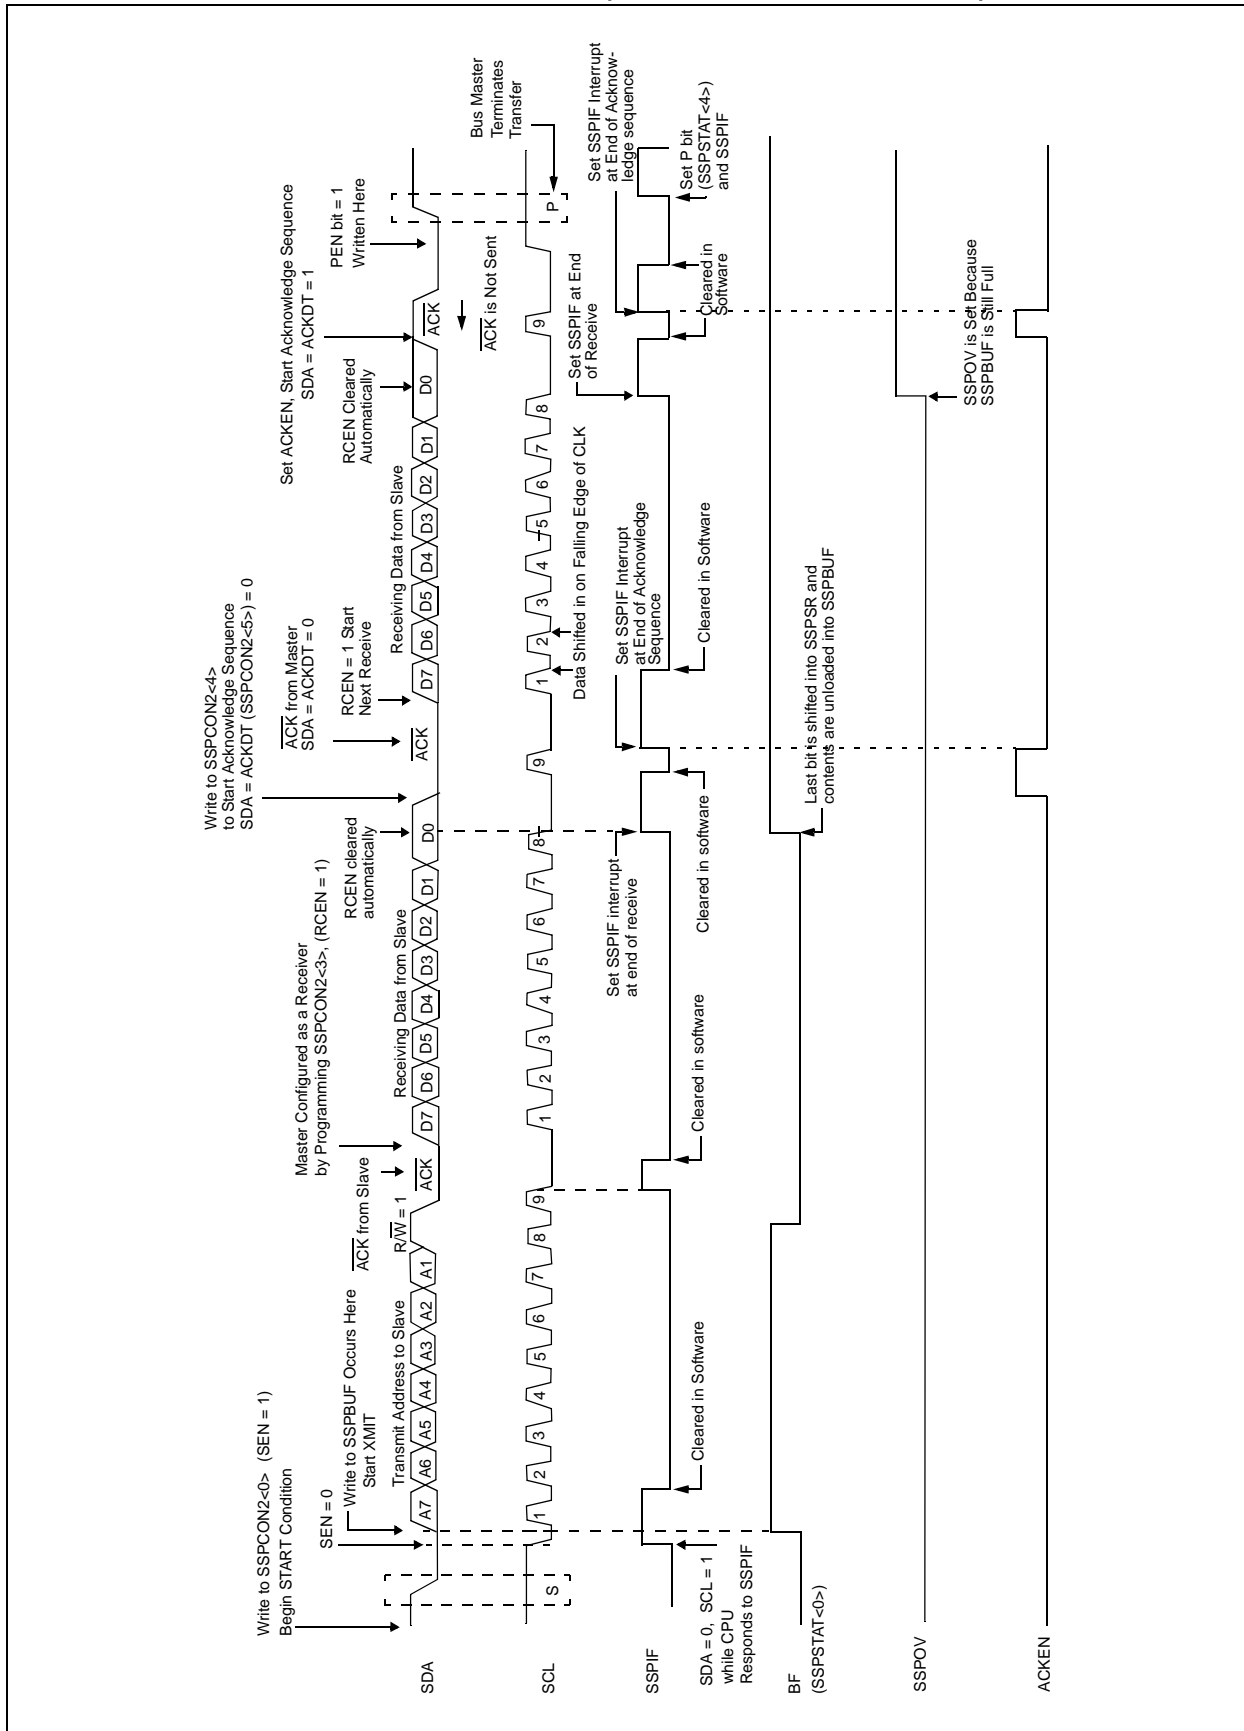 Write to SSPCON2<0> (SEN = 1)
Begin START Condition
SEN = 0
Write to SSPBUF Occurs Here
Start XMIT
Transmit Address to Slave
R/W = 1
ACK from Slave
Master Configured as a Receiver
by Programming SSPCON2<3>, (RCEN = 1)
Receiving Data from Slave
RCEN cleared
automatically
Write to SSPCON2<4>
to Start Acknowledge Sequence
SDA = ACKDT (SSPCON2<5>) = 0
ACK from Master
SDA = ACKDT = 0
RCEN = 1 Start
Next Receive
Receiving Data from Slave
RCEN Cleared
Automatically
Set ACKEN, Start Acknowledge Sequence
SDA = ACKDT = 1
PEN bit = 1
Written Here
SDA
A7 A6 A5 A4 A3 A2 A1
ACK
D7 D6 D5 D4 D3 D2 D1 D0
ACK
D7 D6 D5 D4 D3 D2 D1 D0
ACK
ACK is Not Sent
Bus Master
Terminates
Transfer
SCL
S
1 2 3 4 5 6 7 8 9
1 2 3 4 5 6 7 8 9
1 2 3 4 5 6 7 8 9
P
Data Shifted in on Falling Edge of CLK
Set SSPIF interrupt
at end of receive
Set SSPIF Interrupt
at End of Acknowledge
Sequence
Set SSPIF at End
of Receive
Set SSPIF Interrupt
at End of Acknow-
ledge sequence
SSPIF
SDA = 0, SCL = 1
while CPU
Responds to SSPIF
Cleared in Software
Cleared in software
Cleared in software
Cleared in Software
Cleared in
Software
Set P bit
(SSPSTAT<4>)
and SSPIF
BF
(SSPSTAT<0>)
Last bit is shifted into SSPSR and
contents are unloaded into SSPBUF
SSPOV
SSPOV is Set Because
SSPBUF is Still Full
ACKEN